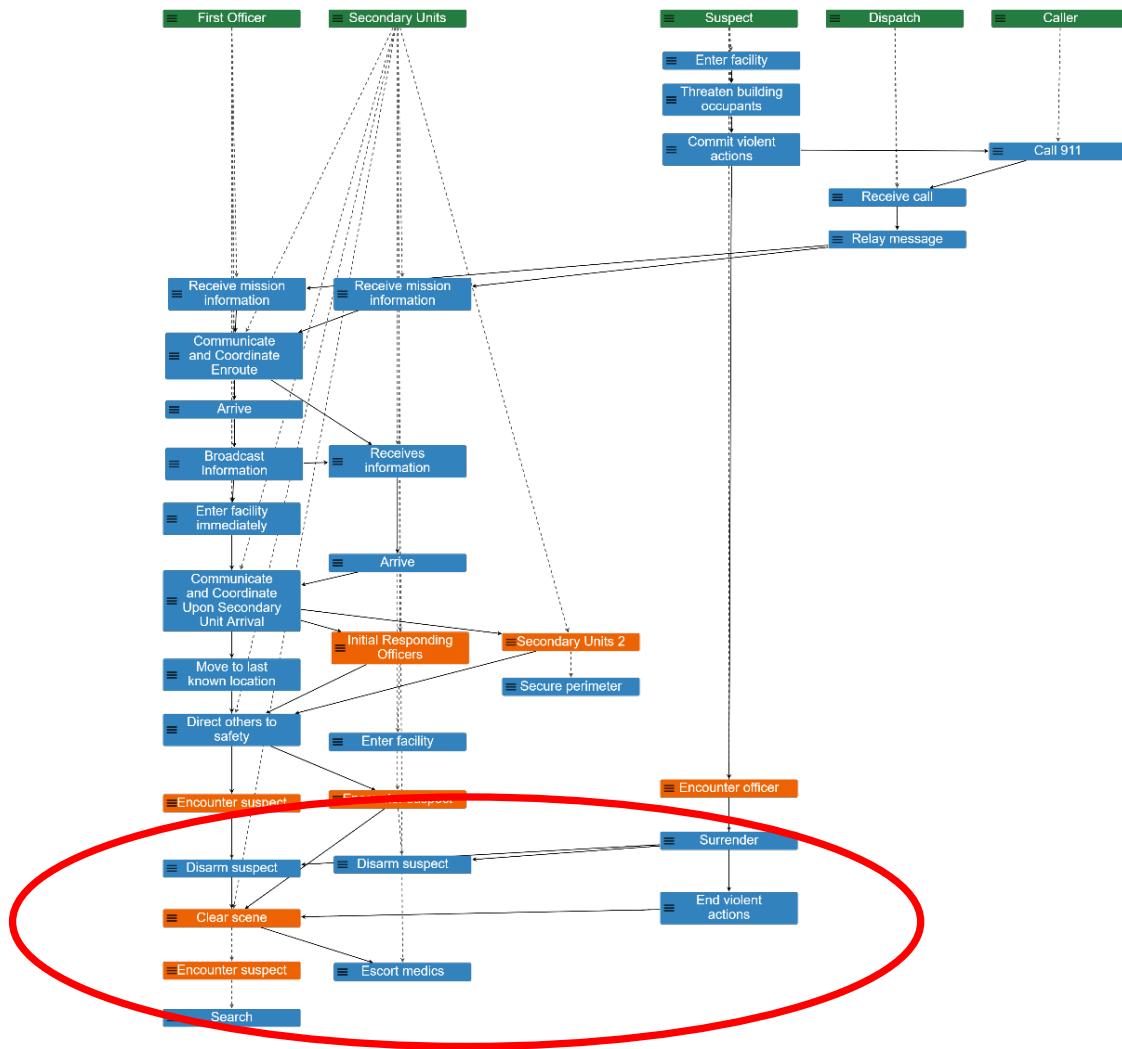 First Officer
Secondary Units
Suspect
Dispatch
Caller
Enter facility
Threaten building
occupants
Commit violent
actions
Call 911
Receive call
Relay message
Receive mission
information
Receive mission
information
Communicate
and Coordinate
Enroute
Arrive
Broadcast
Information
Receives
information
Enter facility
immediately
Arrive
Communicate
and Coordinate
Upon Secondary
Unit Arrival
Initial Responding
Officers
Secondary Units 2
Move to last
known location
Secure perimeter
Direct others to
safety
Enter facility
Encounter officer
Encounter suspect
Encounter suspect
Surrender
Disarm suspect
Disarm suspect
End violent
actions
Clear scene
Encounter suspect
Escort medics
Search